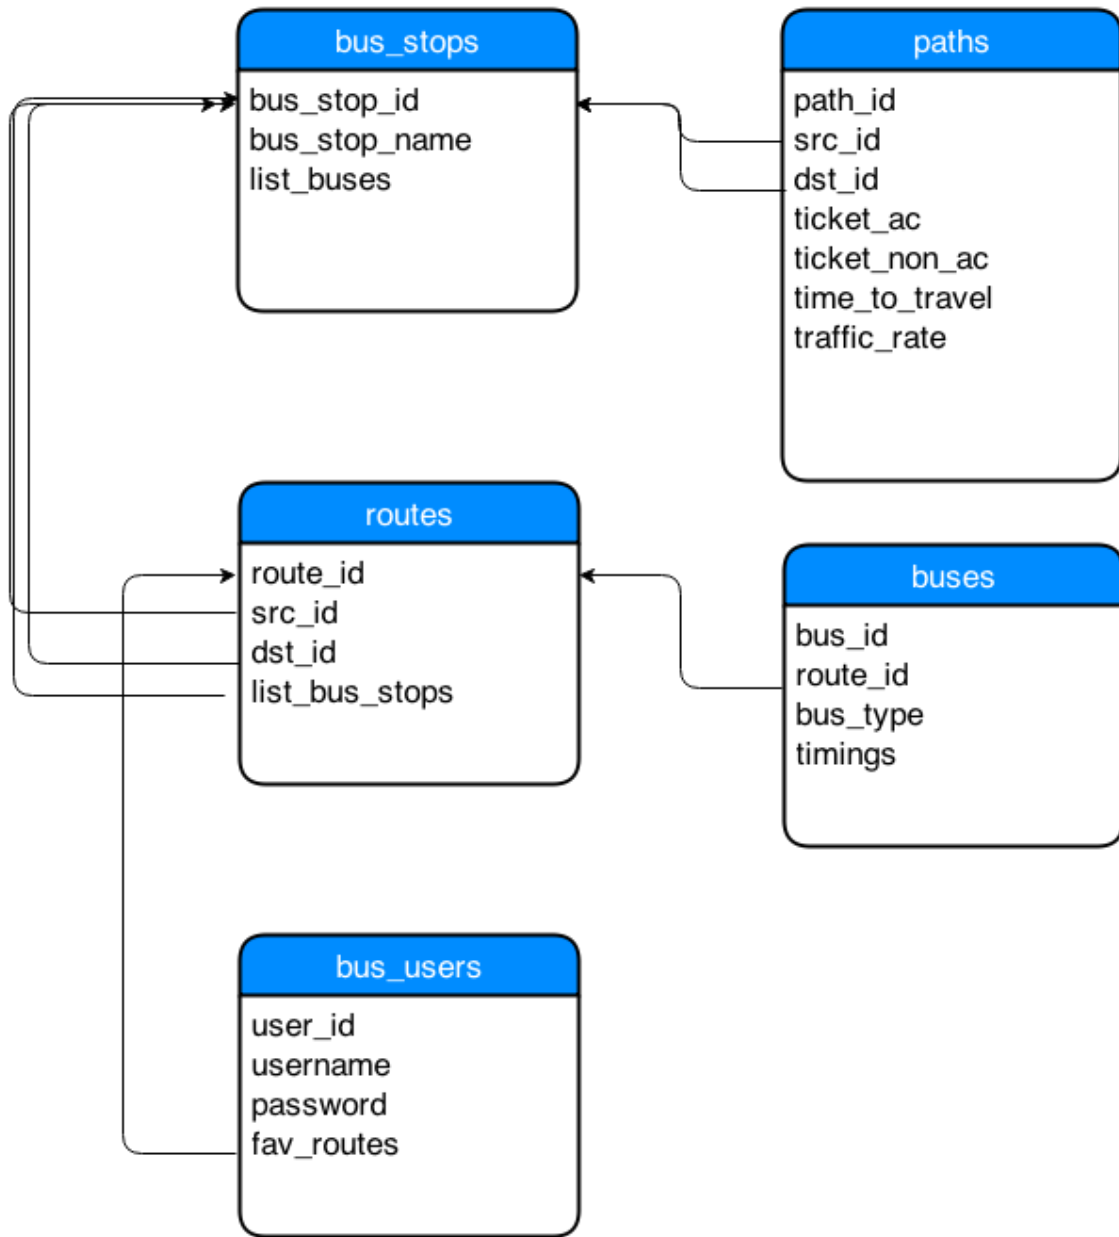 bus_stops
bus_stop_id
bus_stop_name
list_buses
paths
path_id
src_id
dst_id
ticket_ac
ticket_non_ac
time_to_travel
traffic_rate
routes
route_id
src_id
dst_id
list_bus_stops
buses
bus_id
route_id
bus_type
timings
bus_users
user_id
username
password
fav_routes